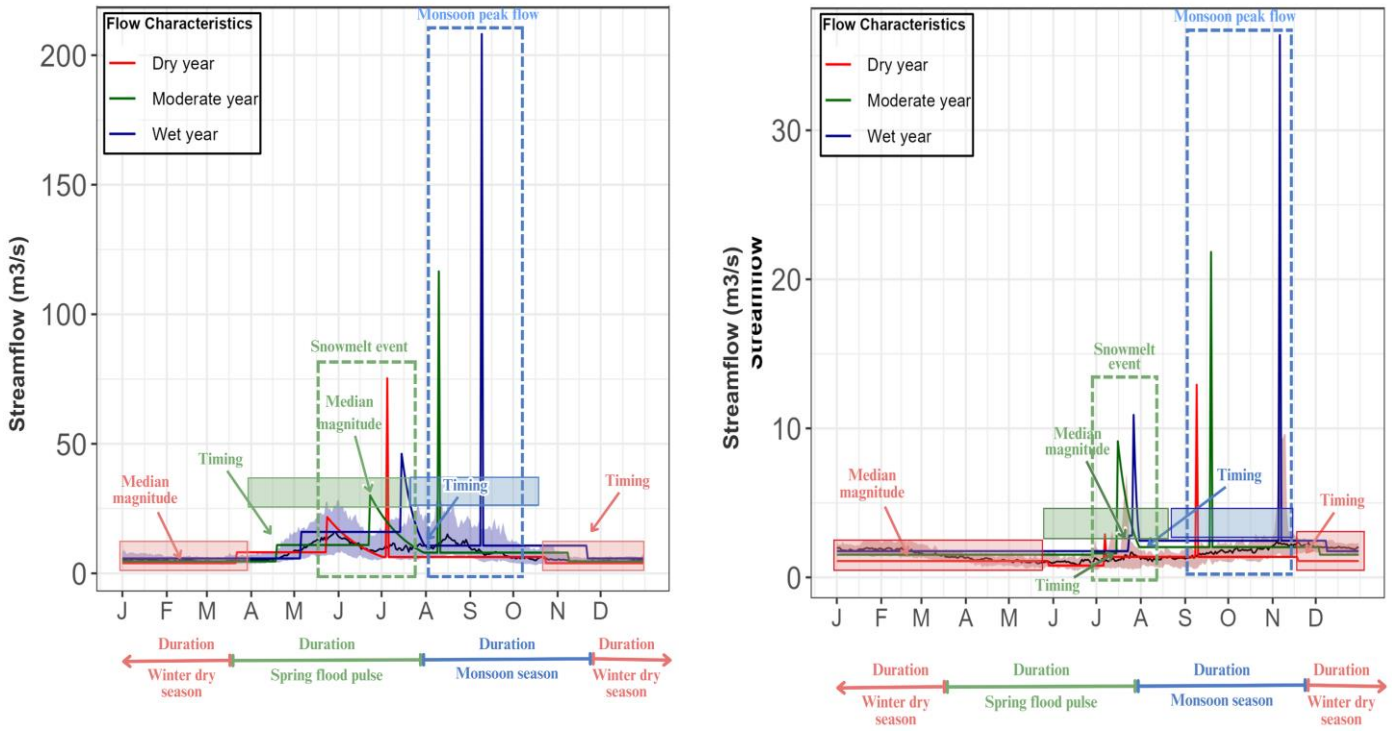 Monsoon peak flow
Flow Characteristics
Dry year
Moderate year
Wet year
200
150
100
50
0
Streamflow (m3/s)
Snowmelt event
Median
magnitude
Timing
Median
magnitude
Timing
Timing
J F M A M J J A S O N D
Duration Duration Duration Duration
Winter dry
season
Spring flood pulse
Monsoon season
Winter dry
season
Monsoon peak flow
Flow Characteristics
Dry year
Moderate year
Wet year
30
20
10
0
Streamflow (m3/s)
Streamflow
Snowmelt
event
Median
magnitude
Median
magnitude
Timing
Timing
Timing
J F M A M J J A S O N D
Duration Duration Duration Duration
Winter dry
season
Spring flood pulse
Monsoon season
Winter dry
season